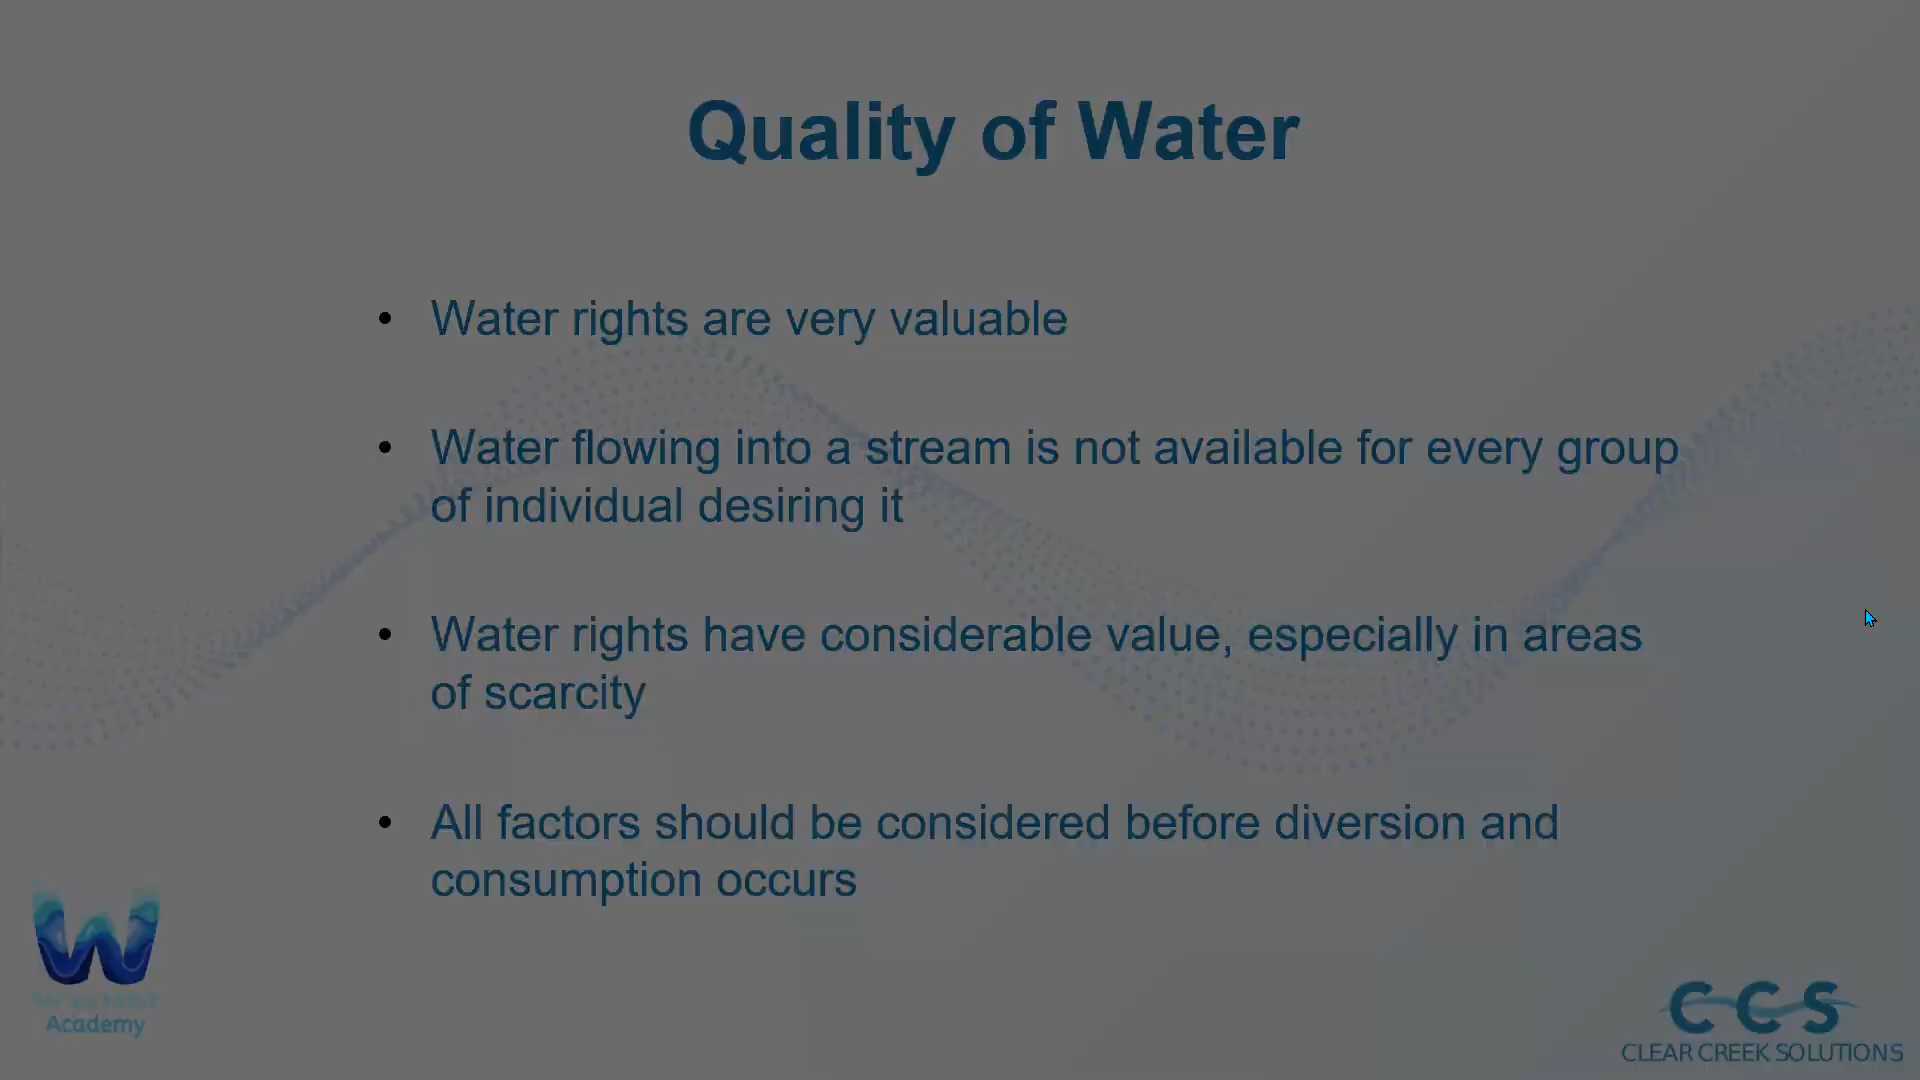 Quality of Water
• Water rights are very valuable
• Water flowing into a stream is not available for every group
of individual desiring it
• Water rights have considerable value, especially in areas
of scarcity
• All factors should be considered before diversion and
consumption occurs
W
WWHM
Academy
CCS
CLEAR CREEK SOLUTIONS